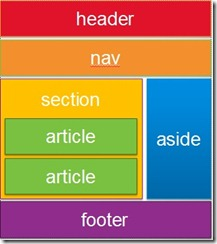 header
nav
section
article
article
aside
footer